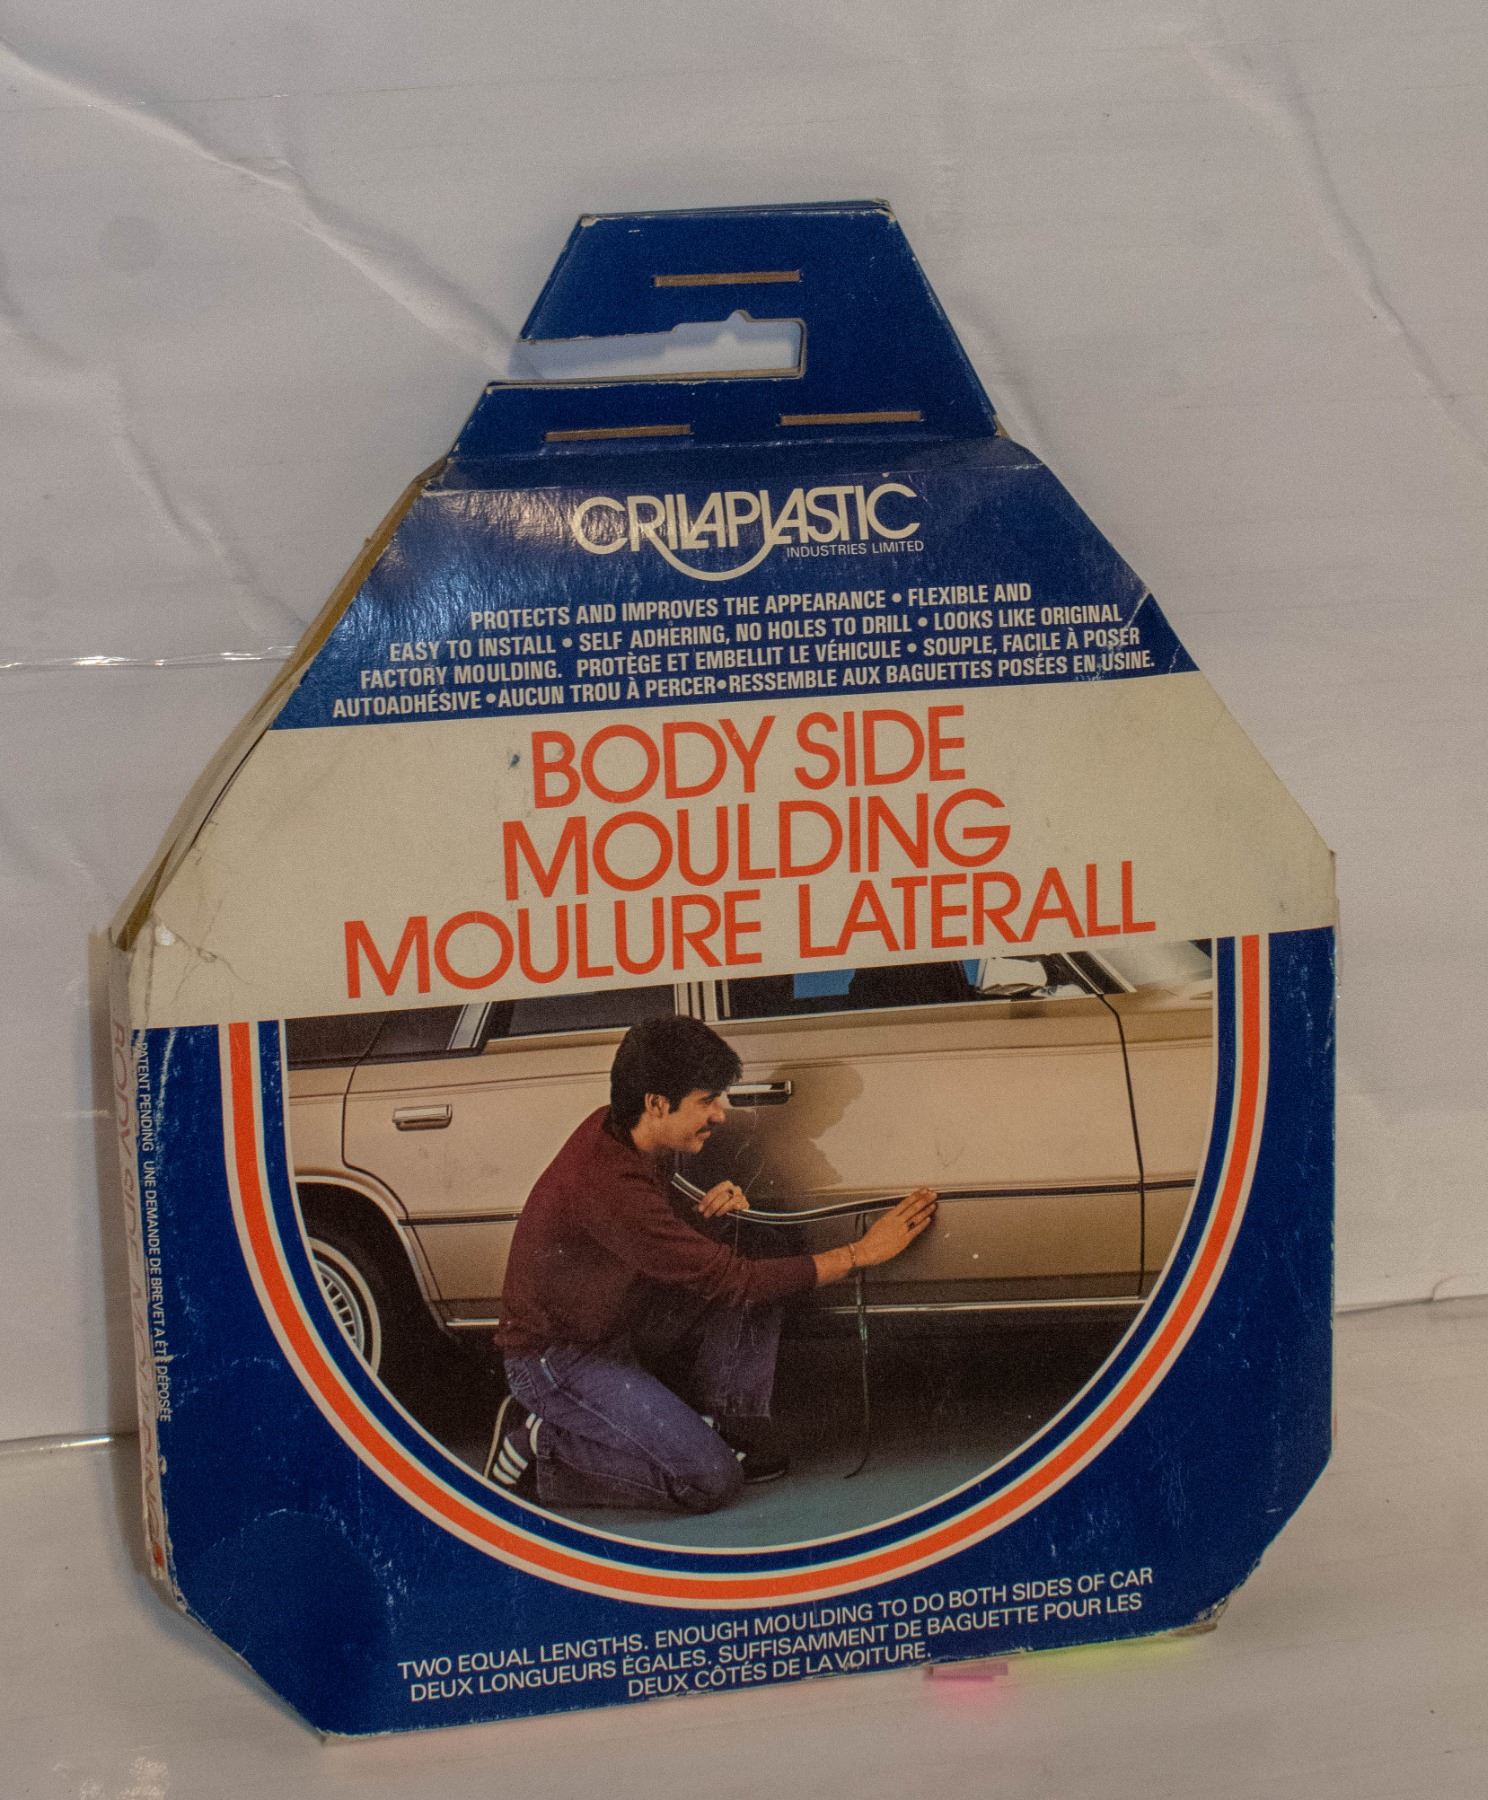 CRILAPLASTIC
INDUSTRIES LIMITED
PROTECTS AND IMPROVES THE APPEARANCE • FLEXIBLE AND
EASY TO INSTALL • SELF ADHERING, NO HOLES TO DRILL • LOOKS LIKE ORIGINAL
FACTORY MOULDING. PROTÈGE ET EMBELLIT LE VÉHICULE • SOUPLE, FACILE À POSER
AUTOADHÉSIVE • AUCUN TROU À PERCER • RESSEMBLE AUX BAGUETTES POSÉES EN USINE.
BODY SIDE
MOULDING
MOULURE LATERALL
PATENT PENDING UNE DEMANDE DE BREVET A ÉTÉ DÉPOSÉE
BODY SIDE MOULDING
TWO EQUAL LENGTHS. ENOUGH MOULDING TO DO BOTH SIDES OF CAR
DEUX LONGUEURS ÉGALES. SUFFISAMMENT DE BAGUETTE POUR LES
DEUX CÔTÉS DE LA VOITURE.